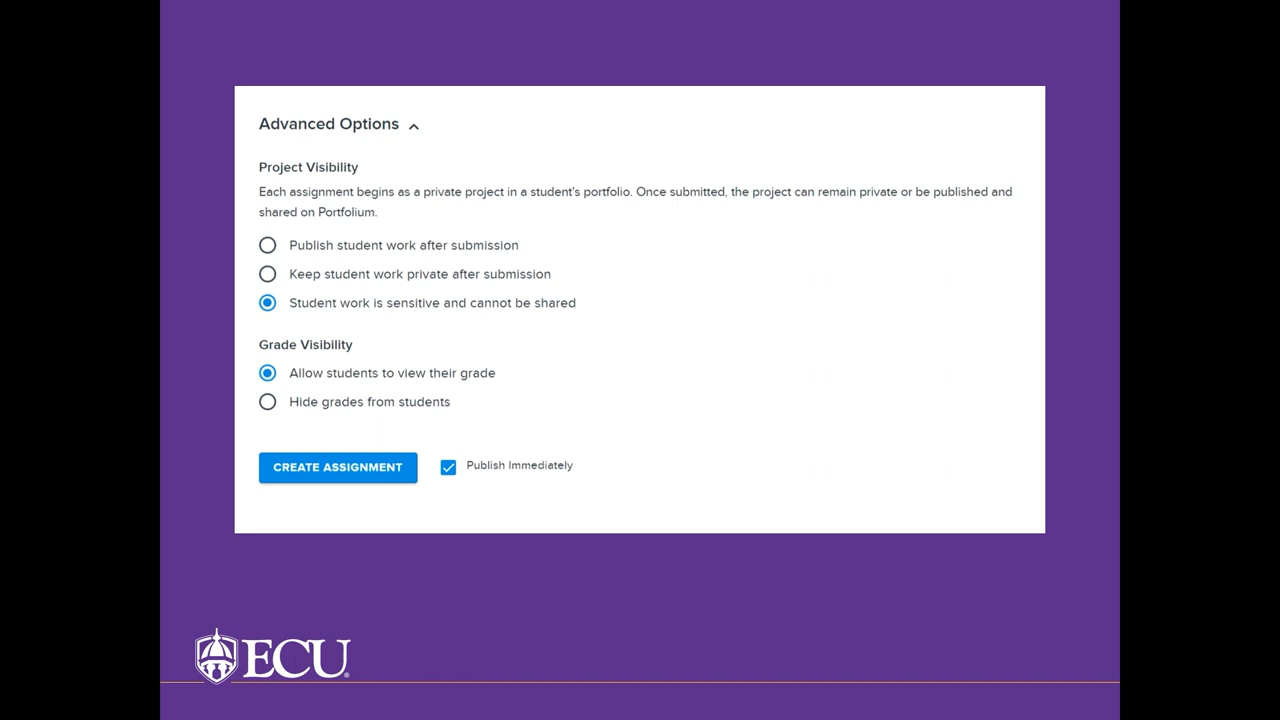 Advanced Options
Project Visibility
Each assignment begins as a private project in a student's portfolio. Once submitted, the project can remain private or be published and
shared on Portfolium.
Publish student work after submission
Keep student work private after submission
Student work is sensitive and cannot be shared
Grade Visibility
Allow students to view their grade
Hide grades from students
CREATE ASSIGNMENT
Publish Immediately
ECU®